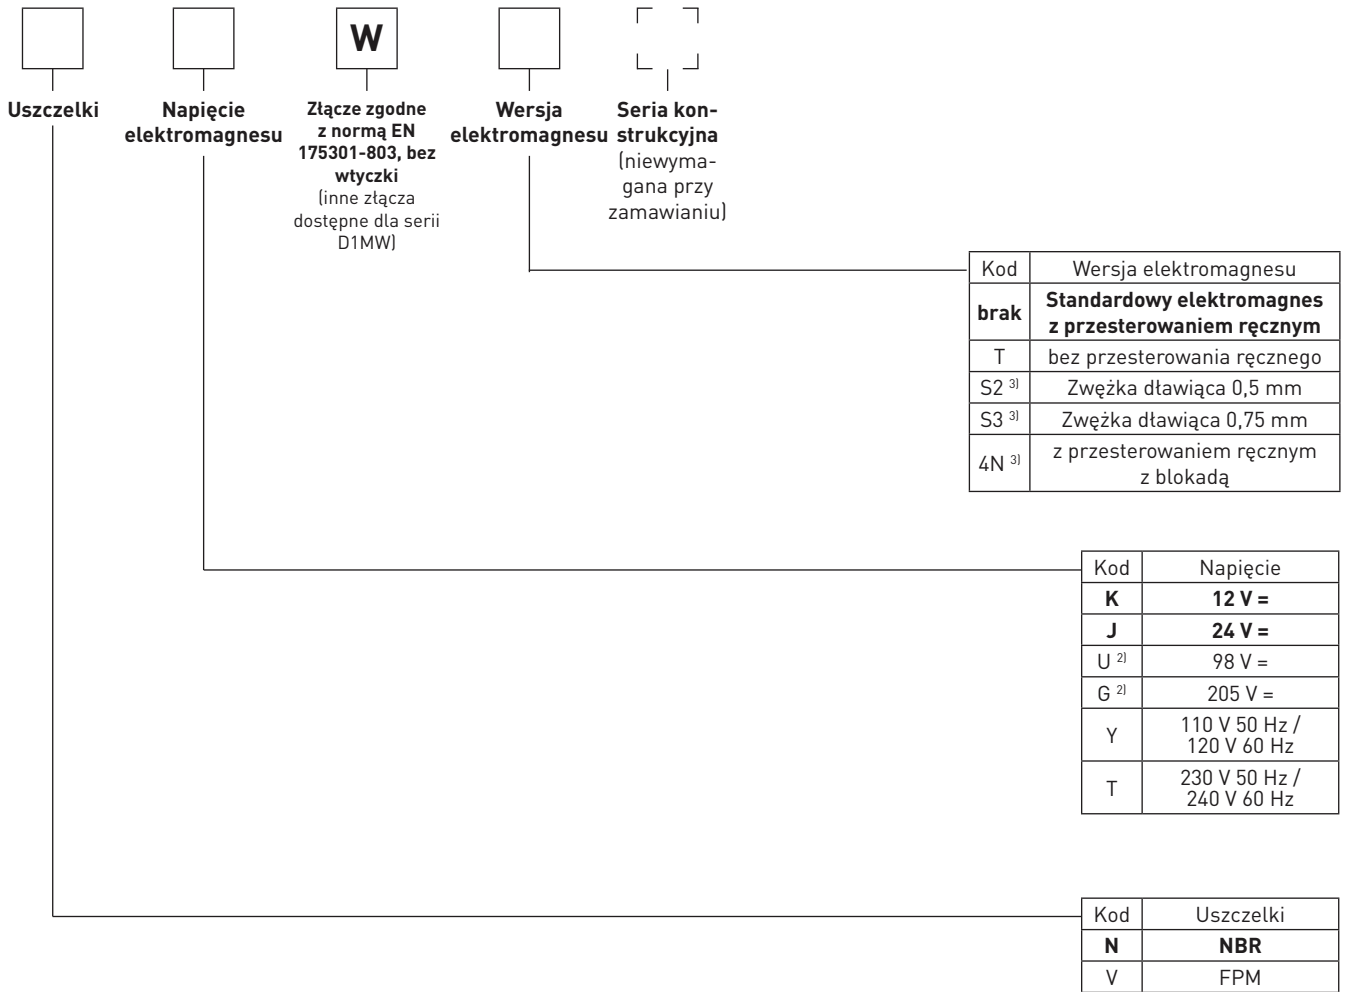 W
Uszczelki
Napięcie
elektromagnesu
Złącze zgodne
z normą EN
175301-803, bez
wtyczki
(inne złącza
dostępne dla serii
D1MW)
Wersja
elektromagnesu
Seria kon-
strukcyjna
(niewyma-
gana przy
zamawianiu)
Kod Wersja elektromagnesu
brak Standardowy elektromagnes
z przesterowaniem ręcznym
T bez przesterowania ręcznego
S2 3) Zwężka dławiąca 0,5 mm
S3 3) Zwężka dławiąca 0,75 mm
4N 3) z przesterowaniem ręcznym
z blokadą
Kod Napięcie
K 12 V =
J 24 V =
U 2) 98 V =
G 2) 205 V =
Y 110 V 50 Hz /
120 V 60 Hz
T 230 V 50 Hz /
240 V 60 Hz
Kod Uszczelki
N NBR
V FPM